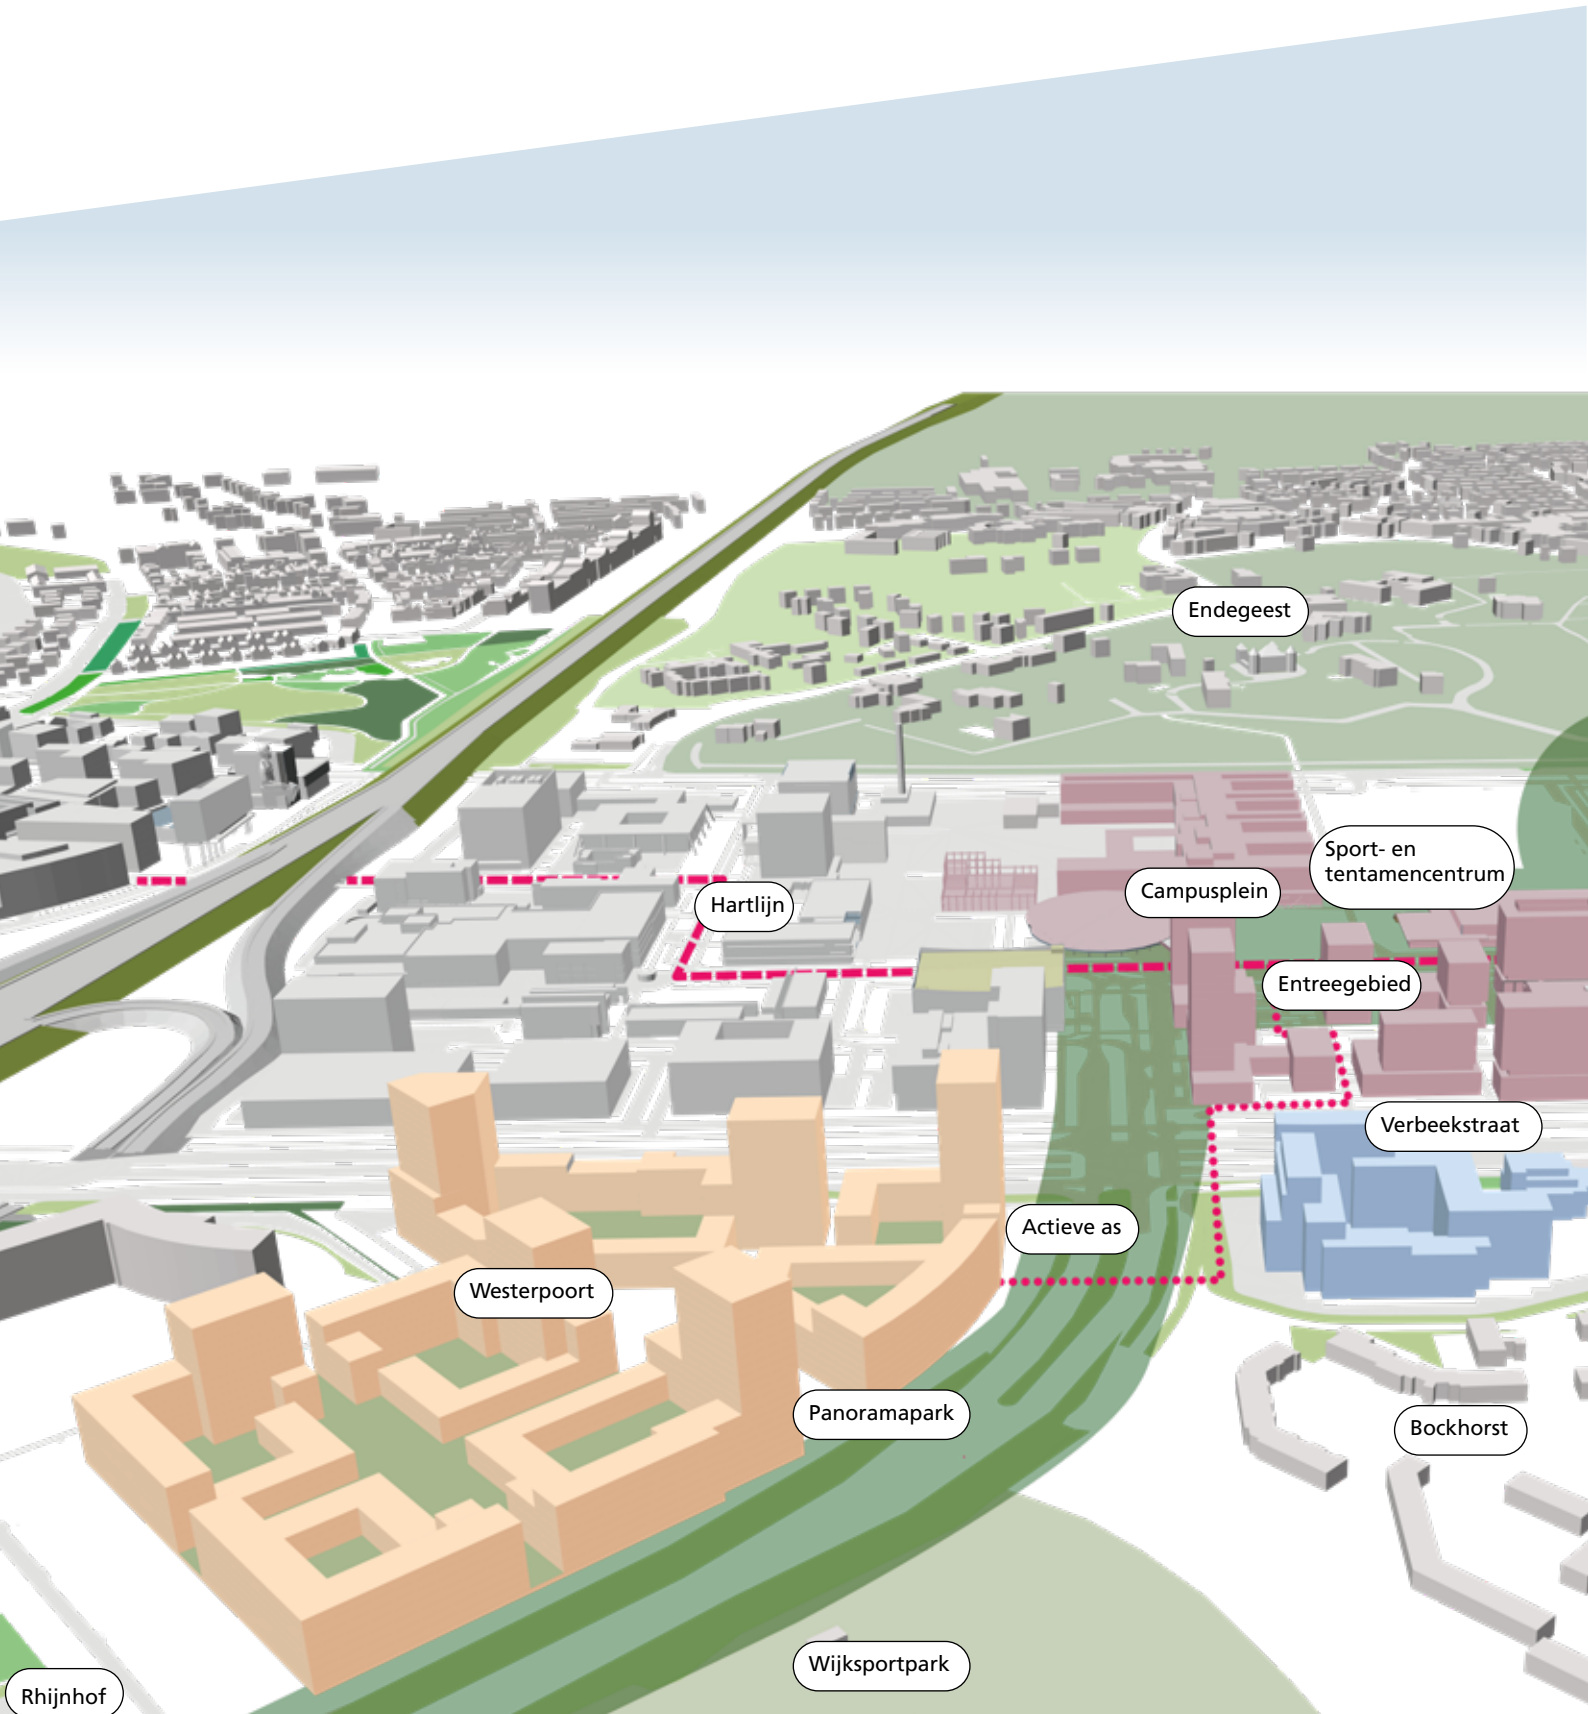 Endegeest
Sport- en
tentamencentrum
Campusplein
Hartlijn
Entreegebied
Verbeekstraat
Actieve as
Westerpoort
Panoramapark
Bockhorst
Wijksportpark
Rhijnhof